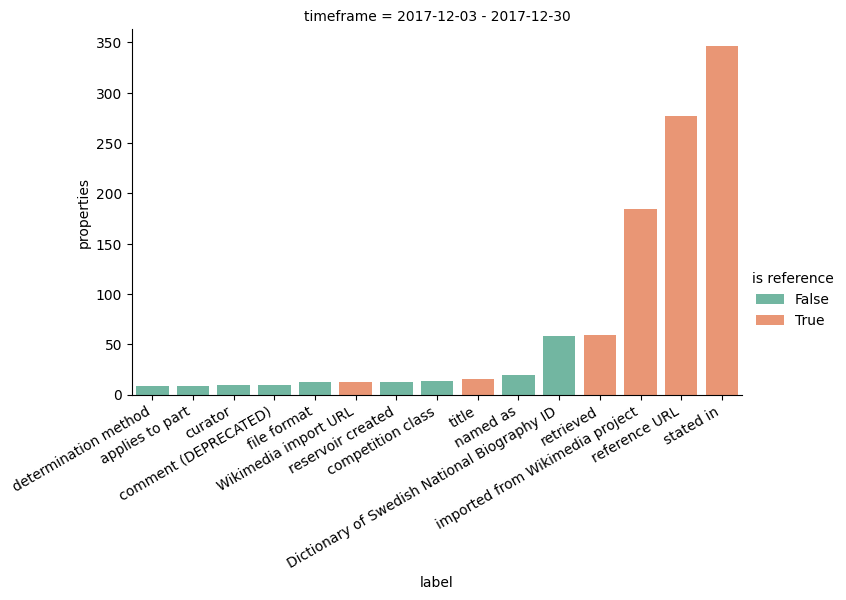 timeframe = 2017-12-03 - 2017-12-30
properties
350
300
250
200
150
100
50
0
is reference
False
True
determination method
applies to part
curator
comment (DEPRECATED)
file format
Wikimedia import URL
reservoir created
competition class
title
named as
Dictionary of Swedish National Biography ID
retrieved
imported from Wikimedia project
reference URL
stated in
label